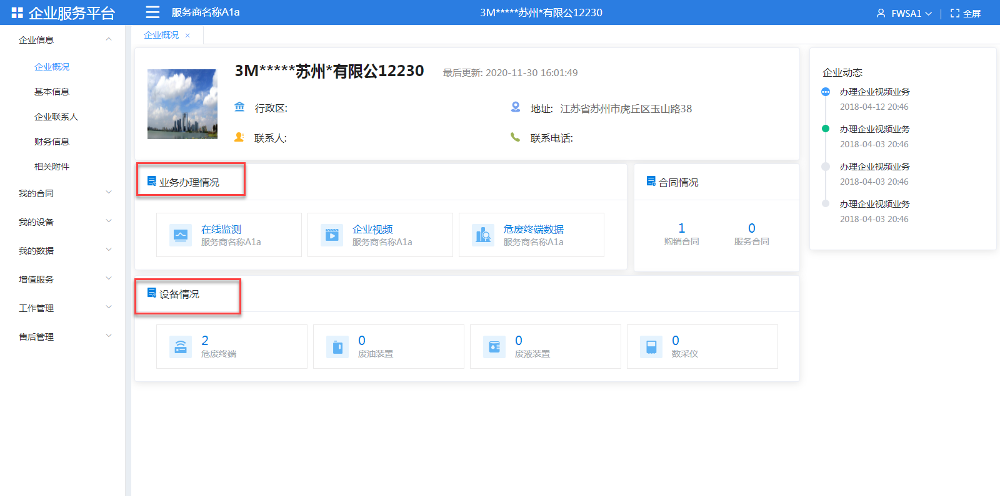 企业服务平台
服务商名称A1a
3M*****苏州*有限公12230
FWSA1
全屏
企业信息
企业概况
基本信息
企业联系人
财务信息
相关附件
我的合同
我的设备
我的数据
增值服务
工作管理
售后管理
企业概况 ×
3M*****苏州*有限公12230
最后更新: 2020-11-30 16:01:49
行政区:
地址: 江苏省苏州市虎丘区玉山路38
联系人:
联系电话:
业务办理情况
在线监测
服务商名称A1a
企业视频
服务商名称A1a
危废终端数据
服务商名称A1a
合同情况
1
购销合同
0
服务合同
设备情况
2
危废终端
0
废油装置
0
废液装置
0
数采仪
企业动态
办理企业视频业务
2018-04-12 20:46
办理企业视频业务
2018-04-03 20:46
办理企业视频业务
2018-04-03 20:46
办理企业视频业务
2018-04-03 20:46